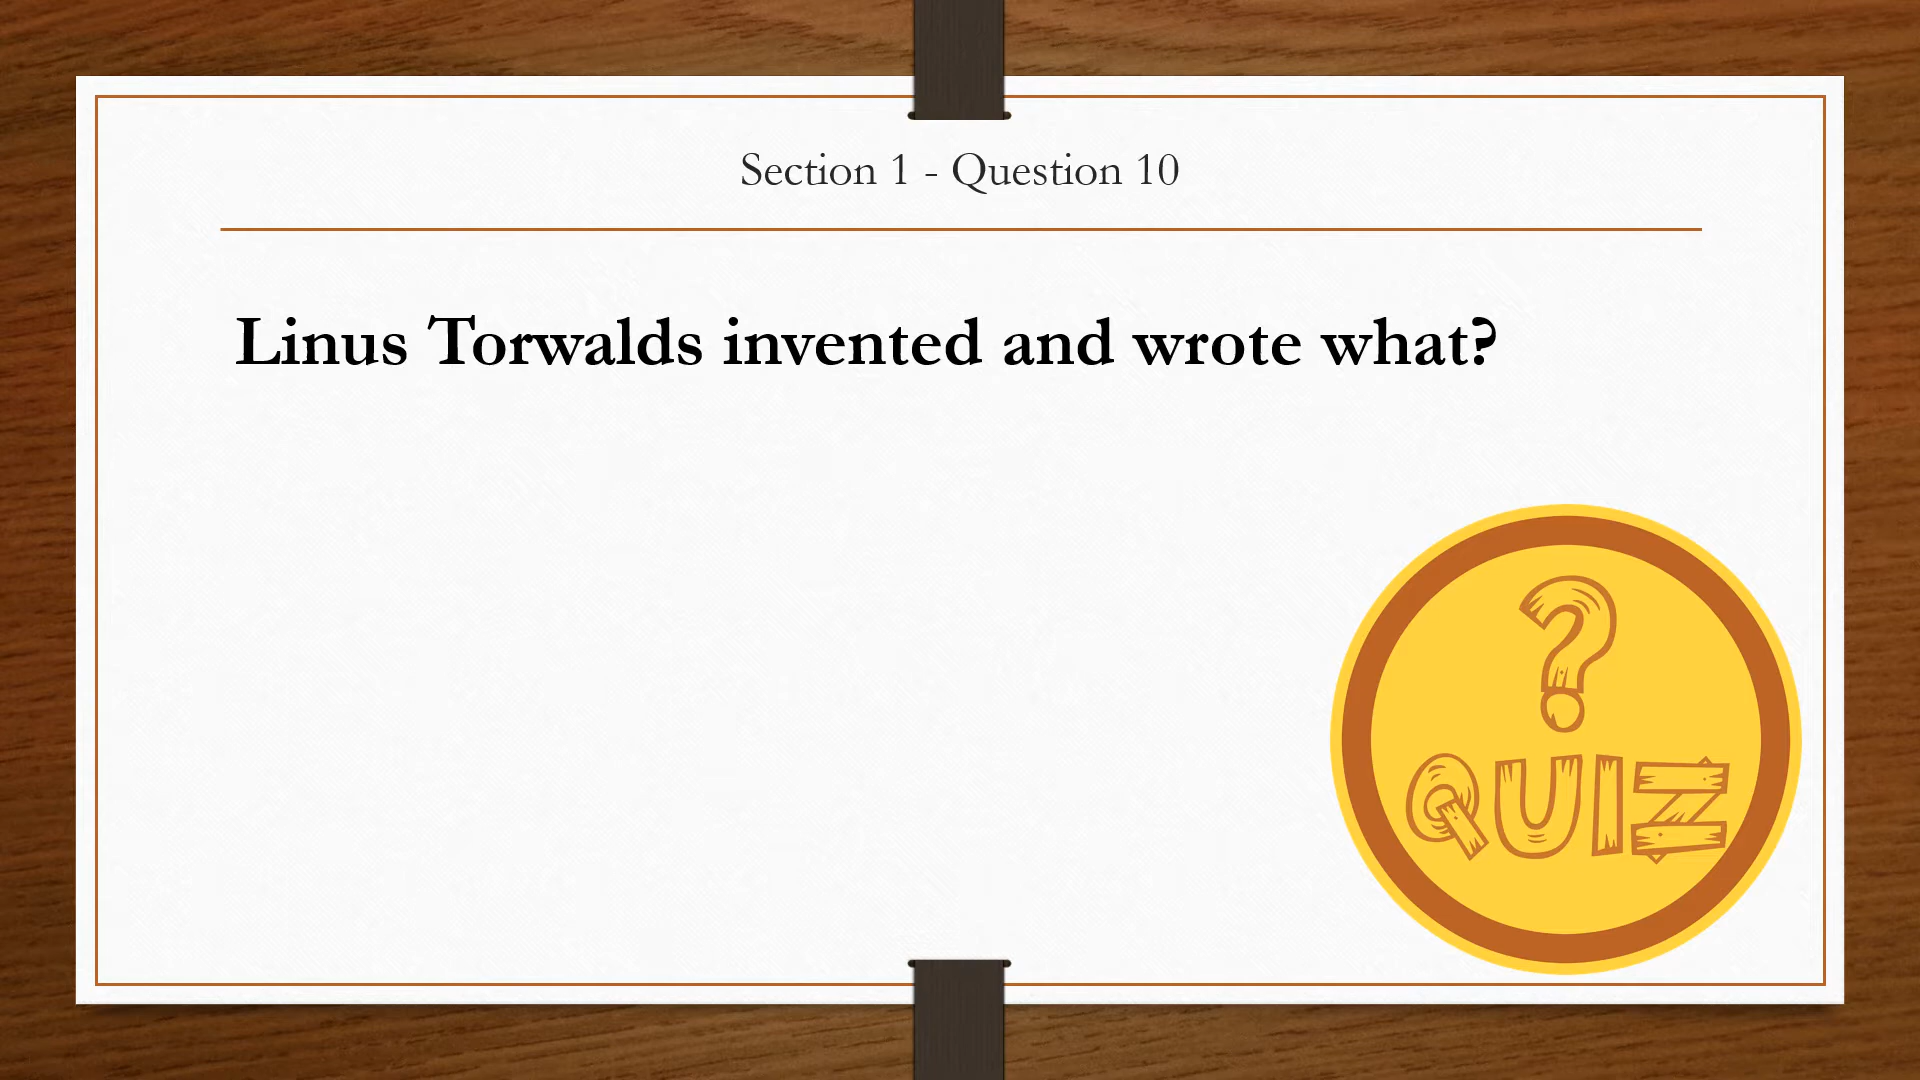 Section 1 - Question 10
Linus Torwalds invented and wrote what?
?
QUIZ